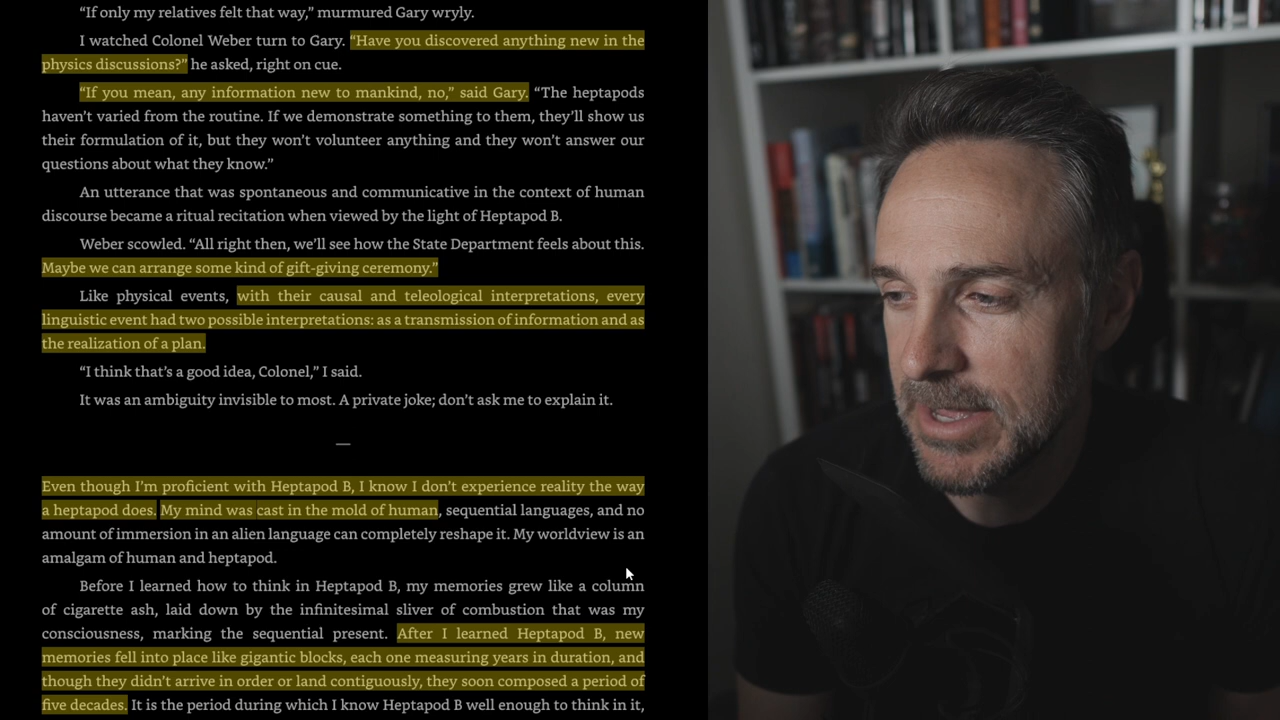 “If only my relatives felt that way,” murmured Gary wryly.
I watched Colonel Weber turn to Gary. “Have you discovered anything new in the
physics discussions?” he asked, right on cue.
“If you mean, any information new to mankind, no,” said Gary. “The heptapods
haven’t varied from the routine. If we demonstrate something to them, they’ll show us
their formulation of it, but they won’t volunteer anything and they won’t answer our
questions about what they know.”
An utterance that was spontaneous and communicative in the context of human
discourse became a ritual recitation when viewed by the light of Heptapod B.
Weber scowled. “All right then, we’ll see how the State Department feels about this.
Maybe we can arrange some kind of gift-giving ceremony.”
Like physical events, with their causal and teleological interpretations, every
linguistic event had two possible interpretations: as a transmission of information and as
the realization of a plan.
“I think that’s a good idea, Colonel,” I said.
It was an ambiguity invisible to most. A private joke; don’t ask me to explain it.
—
Even though I’m proficient with Heptapod B, I know I don’t experience reality the way
a heptapod does. My mind was cast in the mold of human, sequential languages, and no
amount of immersion in an alien language can completely reshape it. My worldview is an
amalgam of human and heptapod.
Before I learned how to think in Heptapod B, my memories grew like a column
of cigarette ash, laid down by the infinitesimal sliver of combustion that was my
consciousness, marking the sequential present. After I learned Heptapod B, new
memories fell into place like gigantic blocks, each one measuring years in duration, and
though they didn’t arrive in order or land contiguously, they soon composed a period of
five decades. It is the period during which I know Heptapod B well enough to think in it,